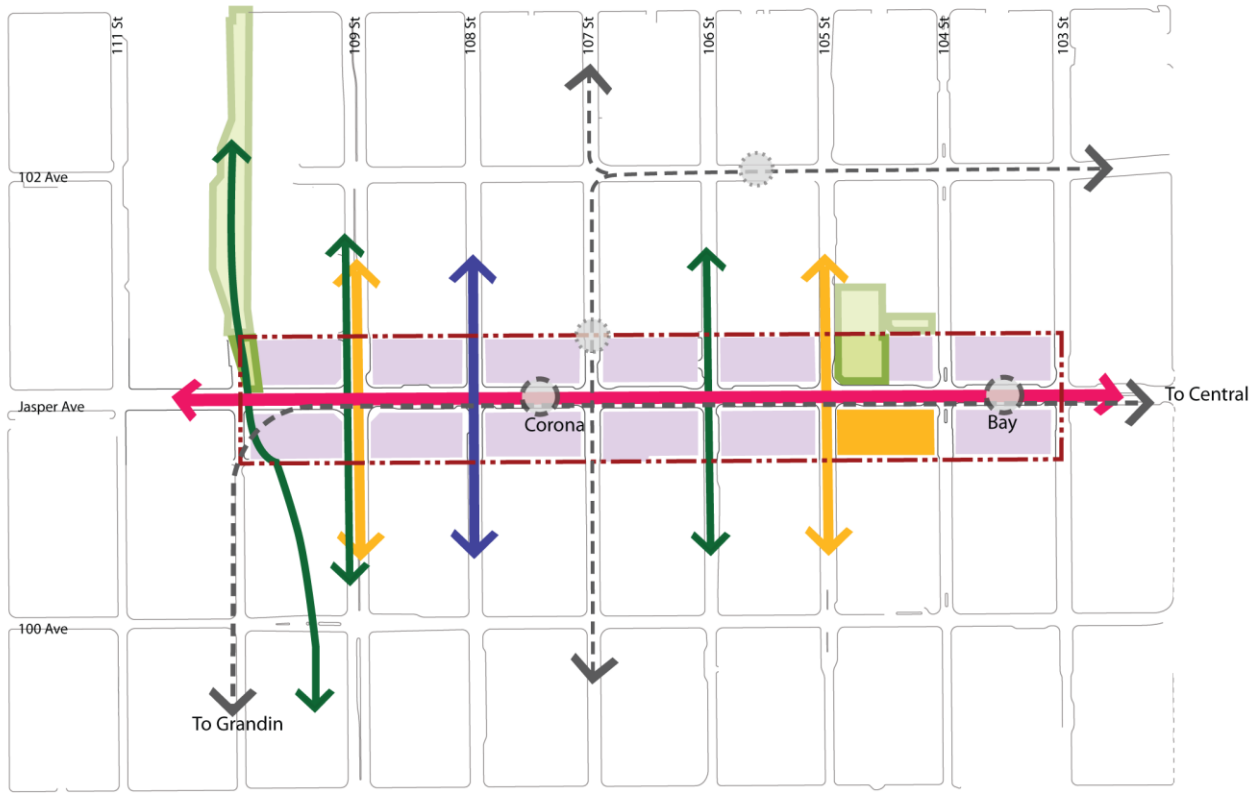 111 St
109 St
108 St
107 St
106 St
105 St
104 St
103 St
102 Ave
Jasper Ave
To Central
Corona
Bay
100 Ave
To Grandin